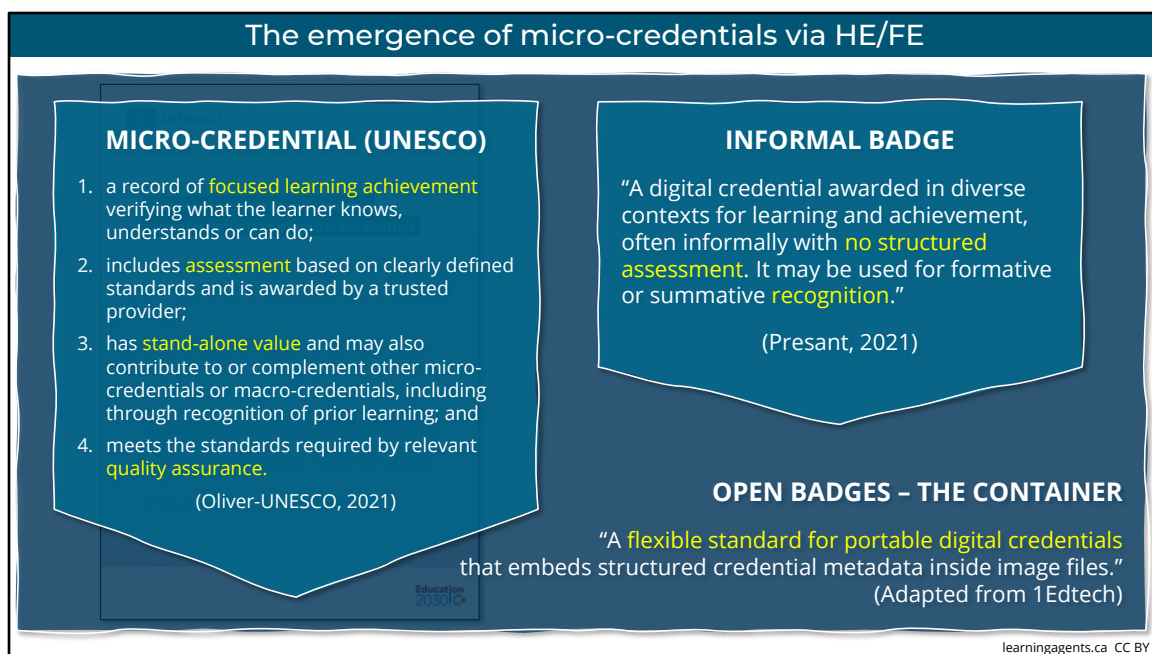 The emergence of micro-credentials via HE/FE
MICRO-CREDENTIAL (UNESCO)
1. a record of focused learning achievement
verifying what the learner knows,
understands or can do;
2. includes assessment based on clearly defined
standards and is awarded by a trusted
provider;
3. has stand-alone value and may also
contribute to or complement other micro-
credentials or macro-credentials, including
through recognition of prior learning; and
4. meets the standards required by relevant
quality assurance.
(Oliver-UNESCO, 2021)
INFORMAL BADGE
“A digital credential awarded in diverse
contexts for learning and achievement,
often informally with no structured
assessment. It may be used for formative
or summative recognition.”
(Presant, 2021)
OPEN BADGES – THE CONTAINER
“A flexible standard for portable digital credentials
that embeds structured credential metadata inside image files.”
(Adapted from 1Edtech)
Education
2030
learningagents.ca CC BY